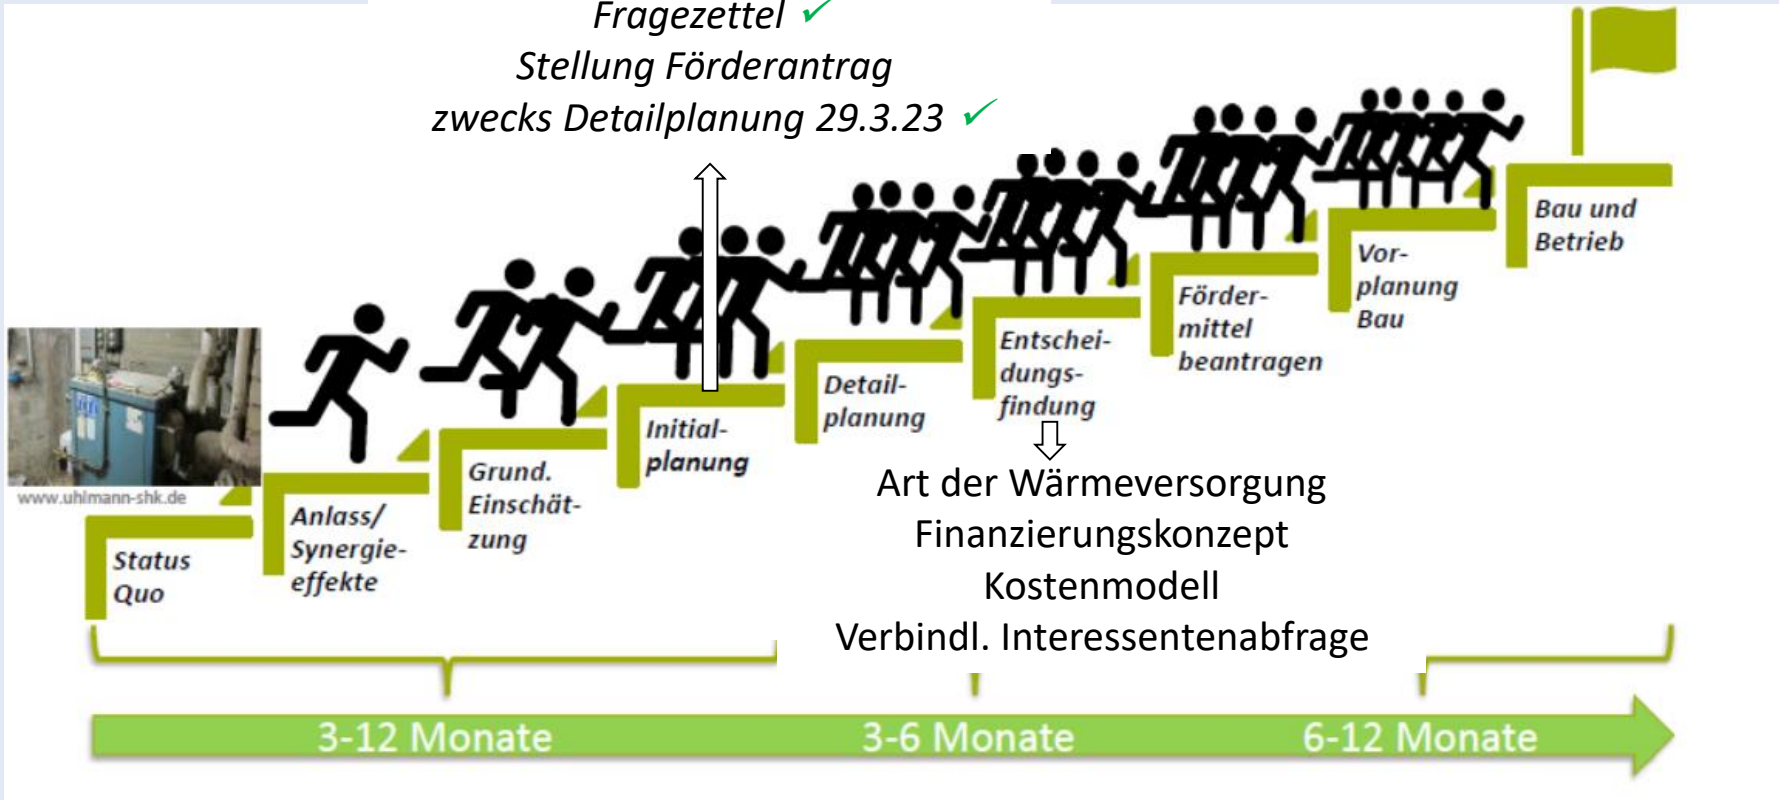 Fragezettel ✓
Stellung Förderantrag
zwecks Detailplanung 29.3.23 ✓
www.uhlmann-shk.de
Status
Quo
Anlass/
Synergie-
effekte
Grund.
Einschät-
zung
Initial-
planung
Detail-
planung
Entschei-
dungs-
findung
Förder-
mittel
beantragen
Vor-
planung
Bau
Bau und
Betrieb
Art der Wärmeversorgung
Finanzierungskonzept
Kostenmodell
Verbindl. Interessentenabfrage
3-12 Monate
3-6 Monate
6-12 Monate